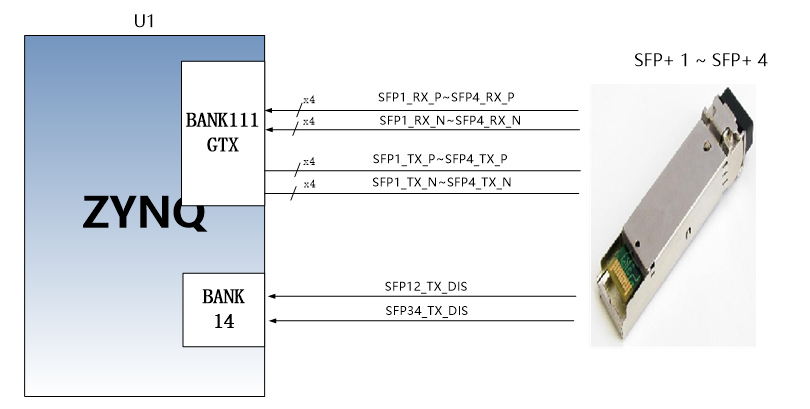 U1
SFP+ 1 ~ SFP+ 4
BANK111
GTX
x4
SFP1_RX_P~SFP4_RX_P
x4
SFP1_RX_N~SFP4_RX_N
x4
SFP1_TX_P~SFP4_TX_P
x4
SFP1_TX_N~SFP4_TX_N
ZYNQ
BANK
14
SFP12_TX_DIS
SFP34_TX_DIS